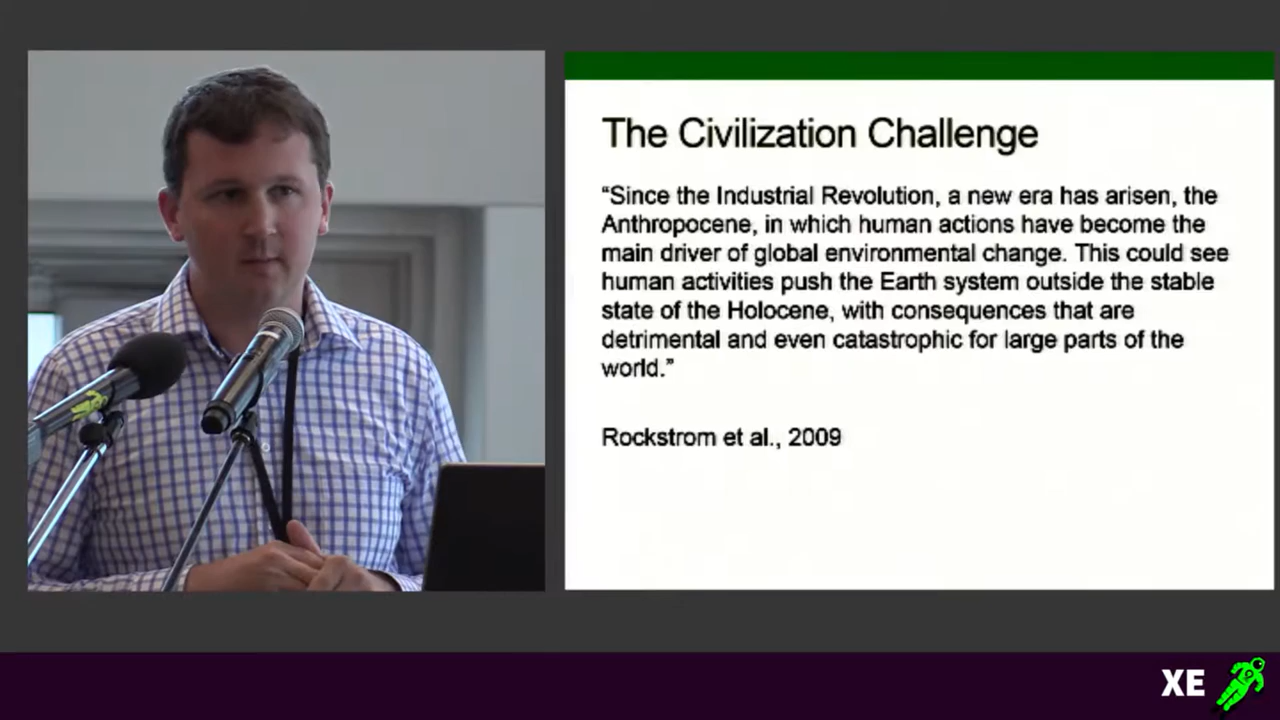 The Civilization Challenge
“Since the Industrial Revolution, a new era has arisen, the
Anthropocene, in which human actions have become the
main driver of global environmental change. This could see
human activities push the Earth system outside the stable
state of the Holocene, with consequences that are
detrimental and even catastrophic for large parts of the
world.”
Rockstrom et al., 2009
XE